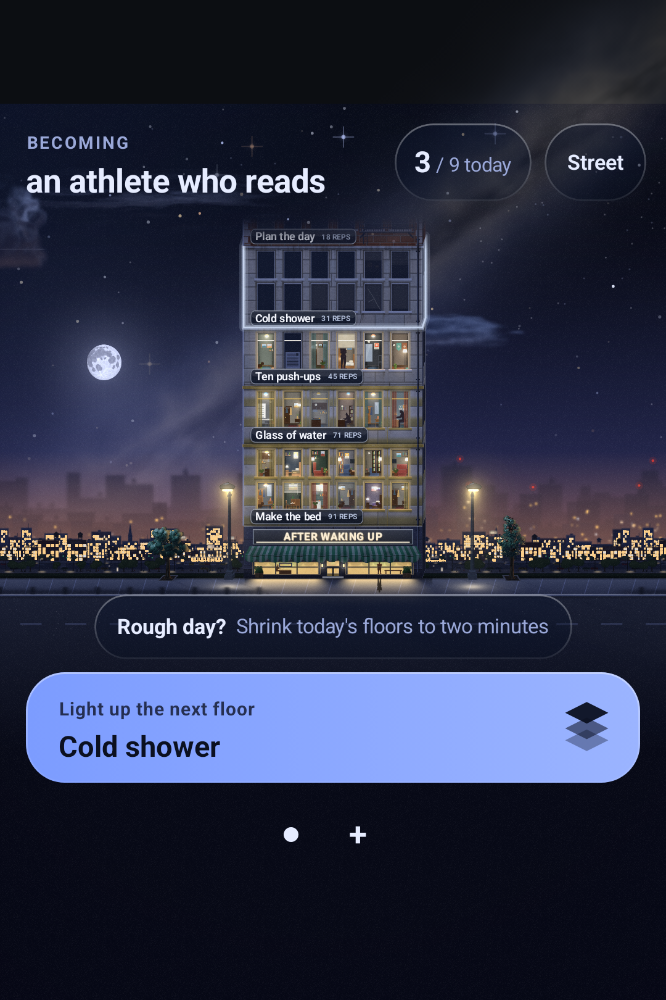 BECOMING
an athlete who reads
3 / 9 today
Street
Plan the day 18 REPS
Cold shower 31 REPS
Ten push-ups 45 REPS
Glass of water 71 REPS
Make the bed 91 REPS
AFTER WAKING UP
Rough day? Shrink today's floors to two minutes
Light up the next floor
Cold shower